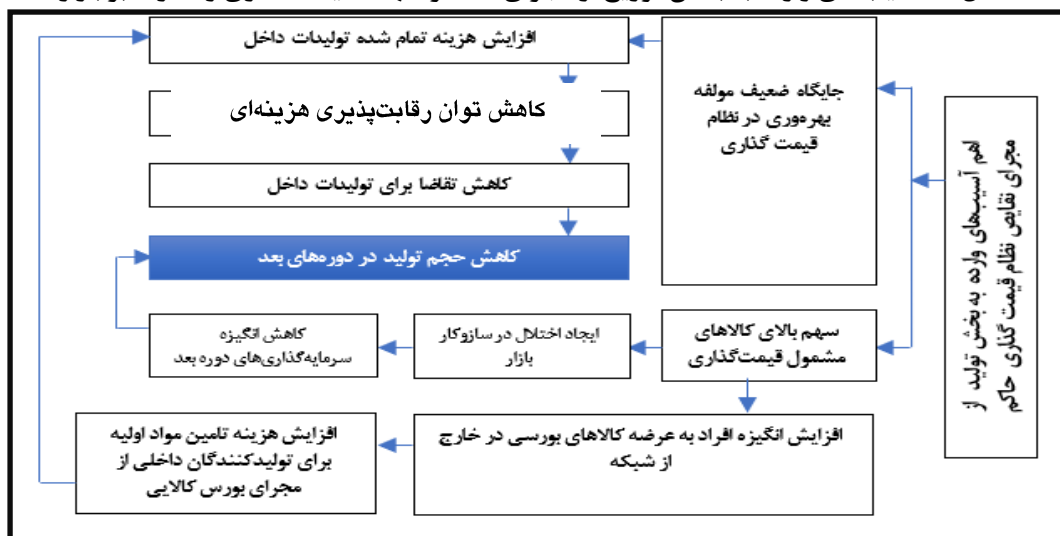 افزایش هزینه تمام شده تولیدات داخل
کاهش توان رقابت‌پذیری هزینه‌ای
کاهش تقاضا برای تولیدات داخل
کاهش حجم تولید در دوره‌های بعد
جایگاه ضعیف مولفه
بهره‌وری در نظام
قیمت گذاری
اهم آسیب‌های وارده به بخش تولید از
مجرای نقایص نظام قیمت گذاری حاکم
سهم بالای کالاهای
مشمول قیمت‌گذاری
ایجاد اختلال در سازوکار
بازار
کاهش انگیزه
سرمایه‌گذاری‌های دوره بعد
افزایش انگیزه افراد به عرضه کالاهای بورسی در خارج
از شبکه
افزایش هزینه تامین مواد اولیه
برای تولیدکنندگان داخلی از
مجرای بورس کالایی